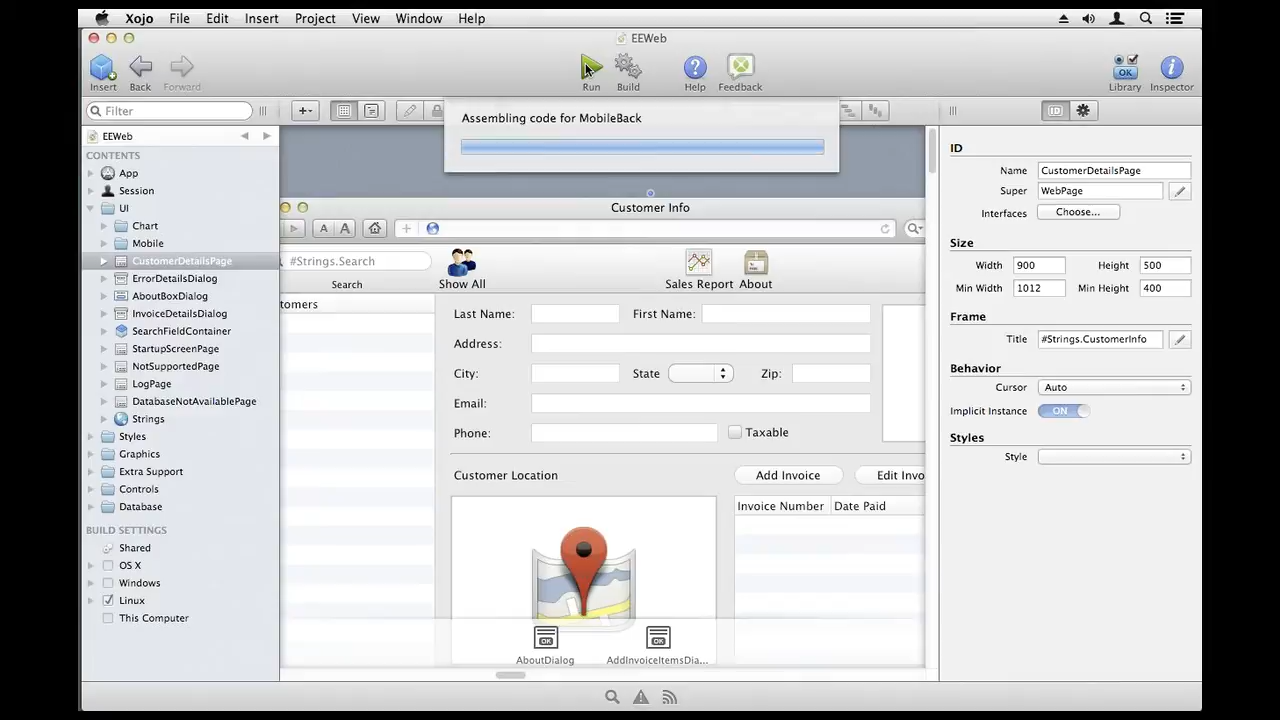 Xojo File Edit Insert Project View Window Help
EEWeb
Insert Back Forward Run Build Help Feedback Library Inspector
OK
Filter
Assembling code for MobileBack
EEWeb
CONTENTS
App
Session
UI
Chart
Mobile
CustomerDetailsPage
ErrorDetailsDialog
AboutBoxDialog
InvoiceDetailsDialog
SearchFieldContainer
StartupScreenPage
NotSupportedPage
LogPage
DatabaseNotAvailablePage
Strings
Styles
Graphics
Extra Support
Controls
Database
BUILD SETTINGS
Shared
OS X
Windows
Linux
This Computer
Customer Info
A A
#Strings.Search
Search
Show All
Sales Report
About
tomers
Last Name: First Name:
Address:
City: State Zip:
Email:
Phone: Taxable
Customer Location Add Invoice Edit Invo
Invoice Number Date Paid
OK OK
AboutDialog AddInvoiceItemsDia...
ID
ID
Name CustomerDetailsPage
Super WebPage
Interfaces Choose...
Size
Width 900 Height 500
Min Width 1012 Min Height 400
Frame
Title #Strings.CustomerInfo
Behavior
Cursor Auto
Implicit Instance ON
Styles
Style